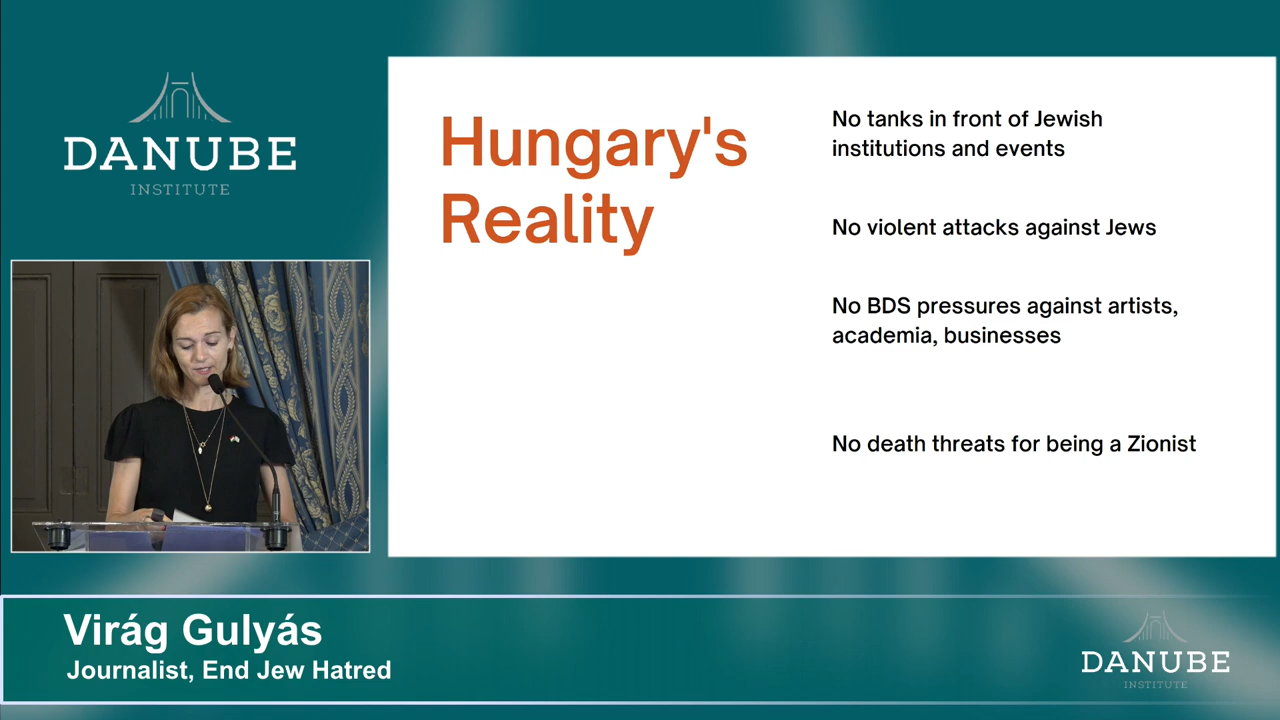 DANUBE
INSTITUTE
Hungary's
Reality
No tanks in front of Jewish
institutions and events
No violent attacks against Jews
No BDS pressures against artists,
academia, businesses
No death threats for being a Zionist
Virág Gulyás
Journalist, End Jew Hatred
DANUBE
INSTITUTE